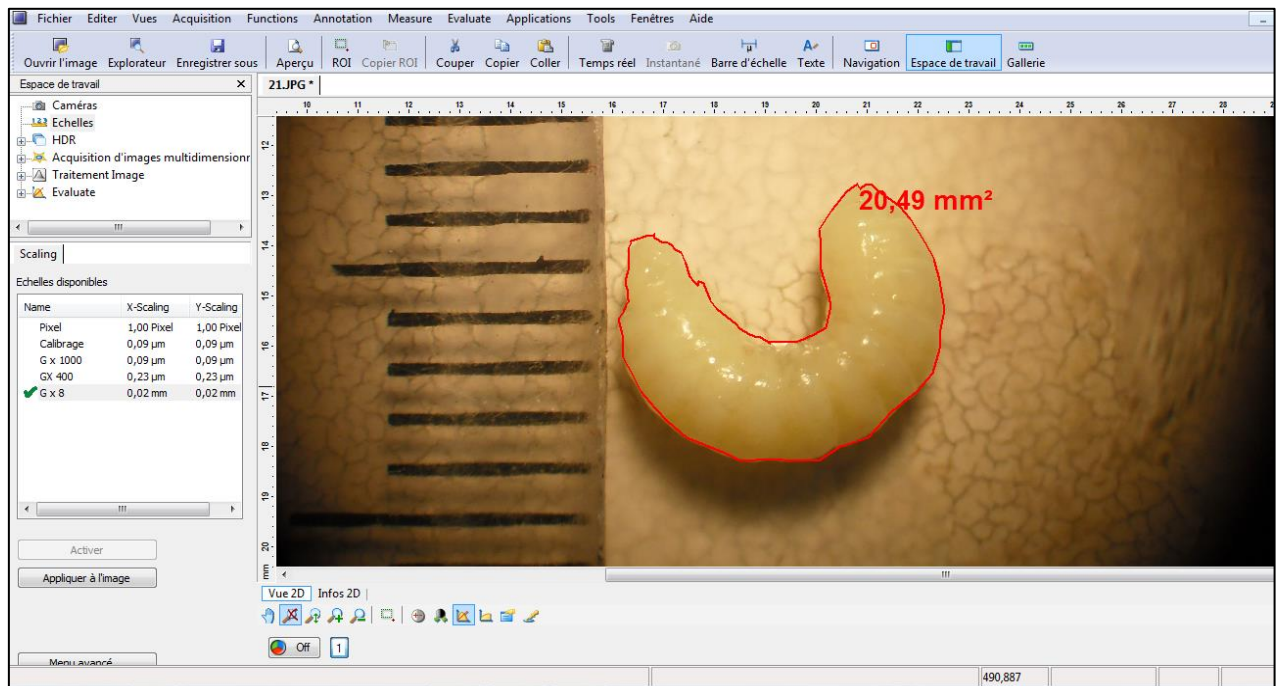 Fichier Editer Vues Acquisition Functions Annotation Measure Evaluate Applications Tools Fenêtres Aide
Ouvrir l'image Explorateur Enregistrer sous Aperçu ROI Copier ROI Couper Copier Coller Temps réel Instantané Barre d'échelle Texte Navigation Espace de travail Gallerie
Espace de travail X 21.JPG *
Caméras
Echelles
HDR
Acquisition d'images multidimensionr
Traitement Image
Evaluate
10 11 12 13 14 15 16 17 18 19 20 21 22 23 24 25 26 27 28
12
13
14
15
16
17
18
19
20
mm
20,49 mm²
Scaling
Echelles disponibles
Name X-Scaling Y-Scaling
Pixel 1,00 Pixel 1,00 Pixel
Calibrage 0,09 µm 0,09 µm
G x 1000 0,09 µm 0,09 µm
GX 400 0,23 µm 0,23 µm
G x 8 0,02 mm 0,02 mm
Activer
Appliquer à l'image
Menu avancé
Vue 2D Infos 2D
Off 1
490,887